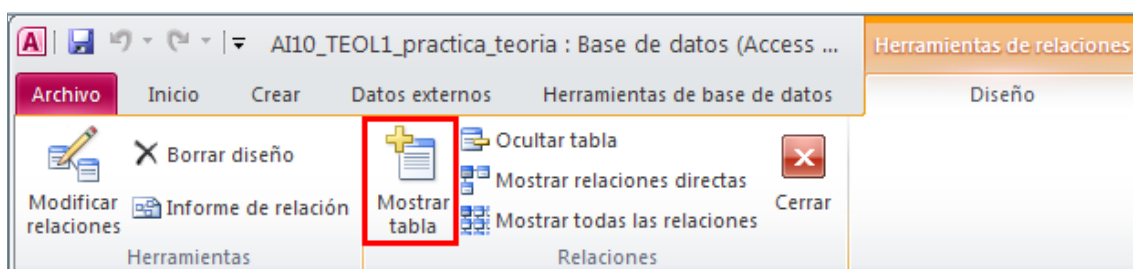 A AI10_TEOL1_practica_teoria : Base de datos (Access ... Herramientas de relaciones
Archivo Inicio Crear Datos externos Herramientas de base de datos Diseño
Modificar relaciones
Borrar diseño
Informe de relación
Herramientas
Mostrar tabla
Ocultar tabla
Mostrar relaciones directas
Mostrar todas las relaciones
Cerrar
Relaciones